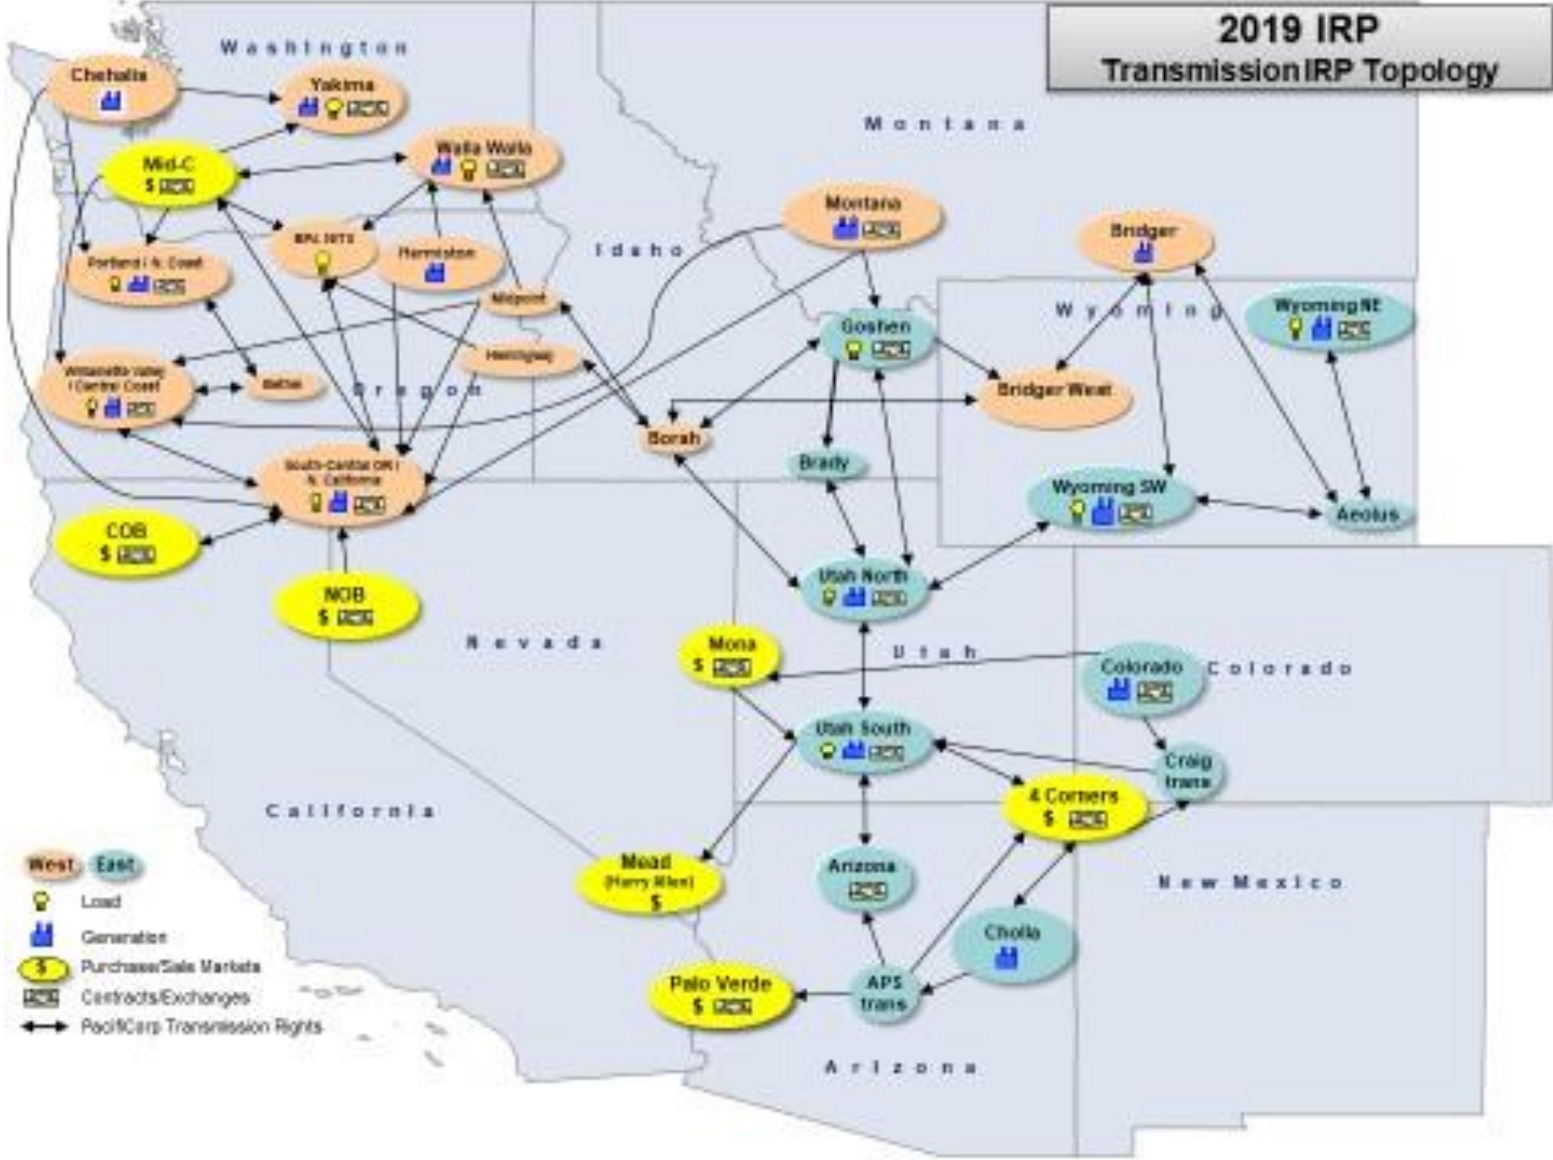 2019 IRP
Transmission IRP Topology
Washington
Chehalis
Yakima
Montana
Walla Walla
Mid-C
$
Montana
Bridger
BPA NITS
Hermiston
Idaho
Portland / N. Coast
Midpoint
Wyoming
Wyoming NE
Goshen
Hemingway
Willamette Valley
/ Central Coast
Bethel
Oregon
Bridger West
Borah
South-Central OR /
N. California
Brady
Wyoming SW
Aeolus
COB
$
Utah North
NOB
$
Nevada
Mona
$
Utah
Colorado
Colorado
Utah South
Craig
trans
4 Corners
$
California
Mead
(Harry Allen)
$
Arizona
New Mexico
Cholla
Palo Verde
$
APS
trans
Arizona
West East
Load
Generation
$ Purchase/Sale Markets
Contracts/Exchanges
PacifiCorp Transmission Rights